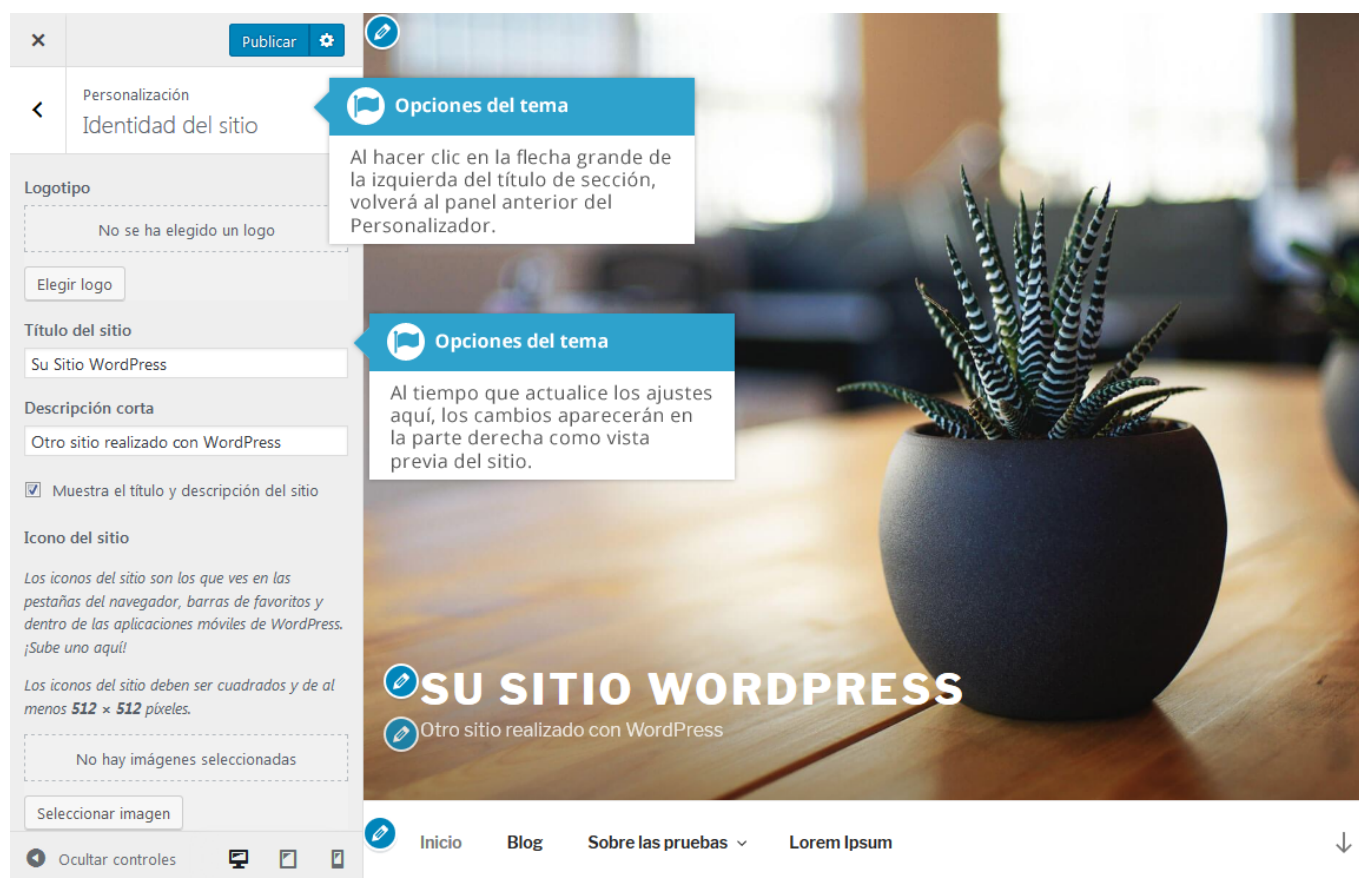 Publicar
Personalización
Identidad del sitio
Opciones del tema
Al hacer clic en la flecha grande de
la izquierda del título de sección,
volverá al panel anterior del
Personalizador.
Logotipo
No se ha elegido un logo
Elegir logo
Título del sitio
Su Sitio WordPress
Opciones del tema
Al tiempo que actualice los ajustes
aquí, los cambios aparecerán en
la parte derecha como vista
previa del sitio.
Descripción corta
Otro sitio realizado con WordPress
Muestra el título y descripción del sitio
Icono del sitio
Los iconos del sitio son los que ves en las
pestañas del navegador, barras de favoritos y
dentro de las aplicaciones móviles de WordPress.
¡Sube uno aquí!
Los iconos del sitio deben ser cuadrados y de al
menos 512 × 512 píxeles.
No hay imágenes seleccionadas
Seleccionar imagen
Ocultar controles
SU SITIO WORDPRESS
Otro sitio realizado con WordPress
Inicio Blog Sobre las pruebas Lorem Ipsum